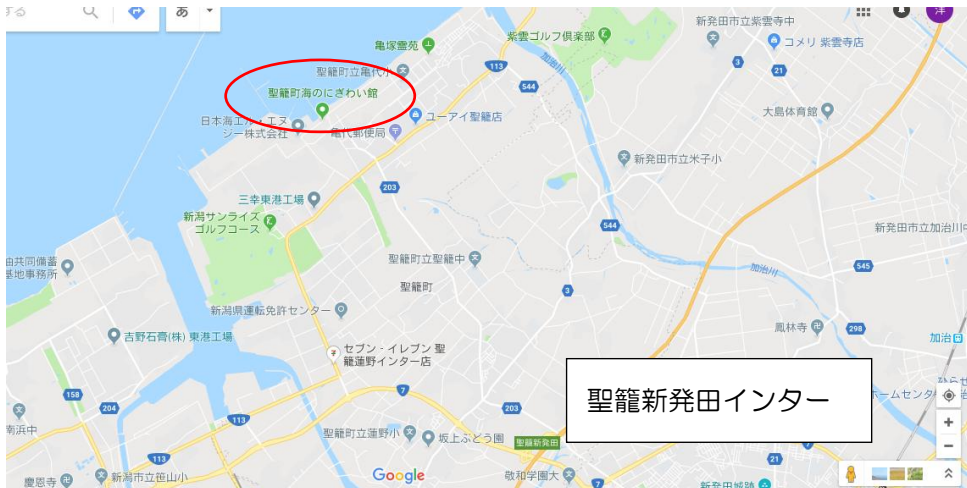 する
あ
新発田市立紫雲寺中
紫雲ゴルフ倶楽部
コメリ 紫雲寺店
亀塚霊苑
加治川
聖籠町立亀代小
113
3
21
544
聖籠町海のにぎわい館
大島体育館
日本海エル・エヌ・
ジー株式会社
ユーアイ聖籠店
亀代郵便局
新発田市立米子小
203
三幸東港工場
新潟サンライズ
ゴルフコース
544
新発田市立加治川中
由共同備蓄
基地事務所
聖籠町立聖籠中
加治川
545
聖籠町
3
新潟県運転免許センター
吉野石膏(株) 東港工場
鳳林寺
298
加治
セブン - イレブン 聖
籠蓮野インター店
聖籠新発田インター
158
204
7
203
ホームセンタ
南浜中
113
聖籠町立蓮野小
坂上ぶどう園
聖籠新発田
113
21
慶恩寺
新潟市立笹山小
Google
敬和学園大
7
新発田城跡